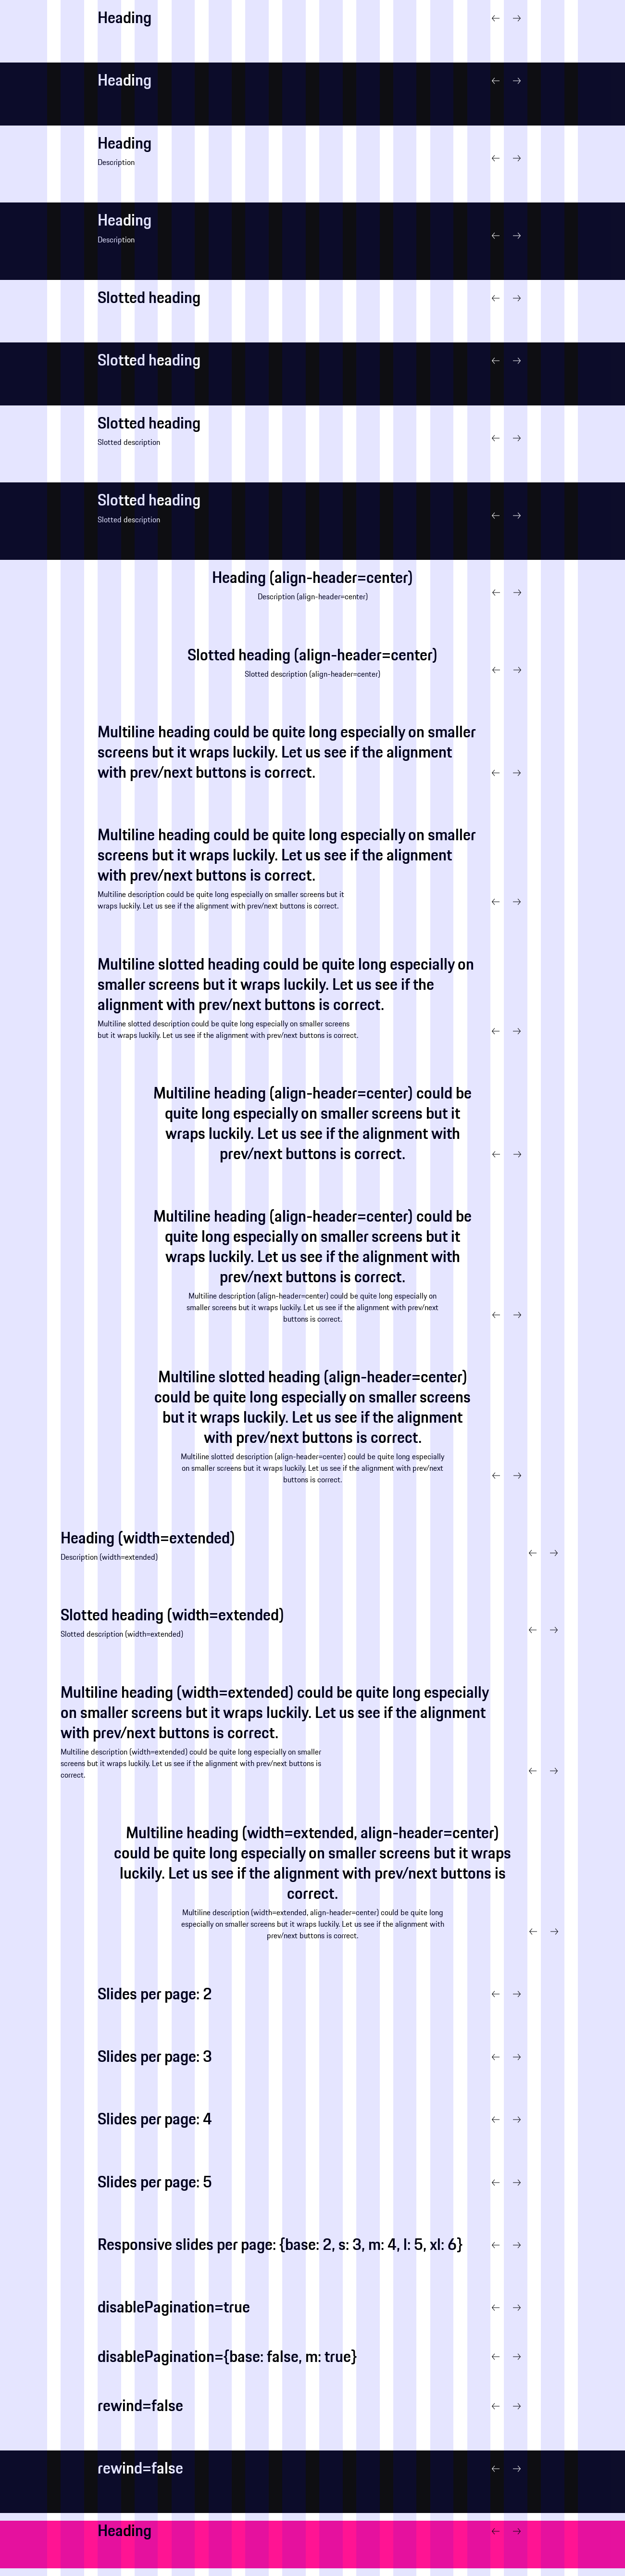 Heading
Heading
Heading
Description
Heading
Description
Slotted heading
Slotted heading
Slotted heading
Slotted description
Slotted heading
Slotted description
Heading (align-header=center)
Description (align-header=center)
Slotted heading (align-header=center)
Slotted description (align-header=center)
Multiline heading could be quite long especially on smaller
screens but it wraps luckily. Let us see if the alignment
with prev/next buttons is correct.
Multiline heading could be quite long especially on smaller
screens but it wraps luckily. Let us see if the alignment
with prev/next buttons is correct.
Multiline description could be quite long especially on smaller screens but it
wraps luckily. Let us see if the alignment with prev/next buttons is correct.
Multiline slotted heading could be quite long especially on
smaller screens but it wraps luckily. Let us see if the
alignment with prev/next buttons is correct.
Multiline slotted description could be quite long especially on smaller screens
but it wraps luckily. Let us see if the alignment with prev/next buttons is correct.
Multiline heading (align-header=center) could be
quite long especially on smaller screens but it
wraps luckily. Let us see if the alignment with
prev/next buttons is correct.
Multiline heading (align-header=center) could be
quite long especially on smaller screens but it
wraps luckily. Let us see if the alignment with
prev/next buttons is correct.
Multiline description (align-header=center) could be quite long especially on
smaller screens but it wraps luckily. Let us see if the alignment with prev/next
buttons is correct.
Multiline slotted heading (align-header=center)
could be quite long especially on smaller screens
but it wraps luckily. Let us see if the alignment
with prev/next buttons is correct.
Multiline slotted description (align-header=center) could be quite long especially
on smaller screens but it wraps luckily. Let us see if the alignment with prev/next
buttons is correct.
Heading (width=extended)
Description (width=extended)
Slotted heading (width=extended)
Slotted description (width=extended)
Multiline heading (width=extended) could be quite long especially
on smaller screens but it wraps luckily. Let us see if the alignment
with prev/next buttons is correct.
Multiline description (width=extended) could be quite long especially on smaller
screens but it wraps luckily. Let us see if the alignment with prev/next buttons is
correct.
Multiline heading (width=extended, align-header=center)
could be quite long especially on smaller screens but it wraps
luckily. Let us see if the alignment with prev/next buttons is
correct.
Multiline description (width=extended, align-header=center) could be quite long
especially on smaller screens but it wraps luckily. Let us see if the alignment with
prev/next buttons is correct.
Slides per page: 2
Slides per page: 3
Slides per page: 4
Slides per page: 5
Responsive slides per page: {base: 2, s: 3, m: 4, l: 5, xl: 6}
disablePagination=true
disablePagination={base: false, m: true}
rewind=false
rewind=false
Heading